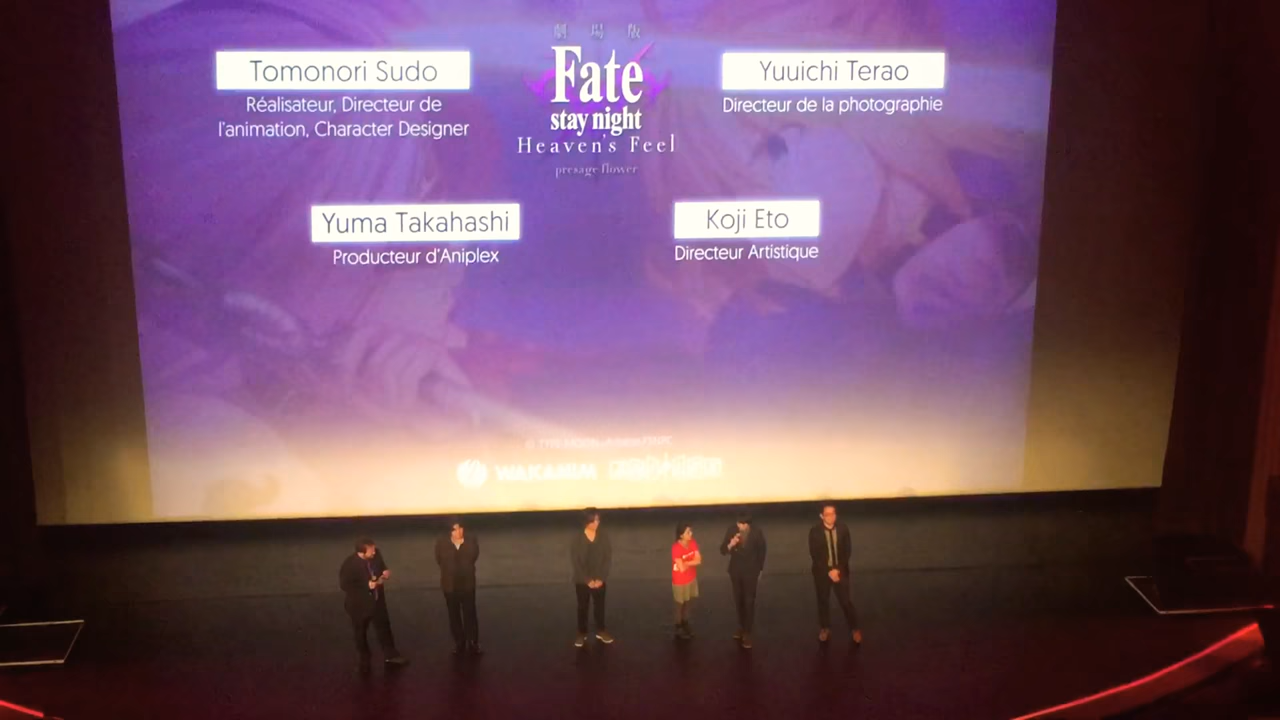 劇場版
Fate
stay night
Heaven's Feel
presage flower
Tomonori Sudo
Réalisateur, Directeur de
l'animation, Character Designer
Yuuichi Terao
Directeur de la photographie
Yuma Takahashi
Producteur d'Aniplex
Koji Eto
Directeur Artistique
WAKANIM